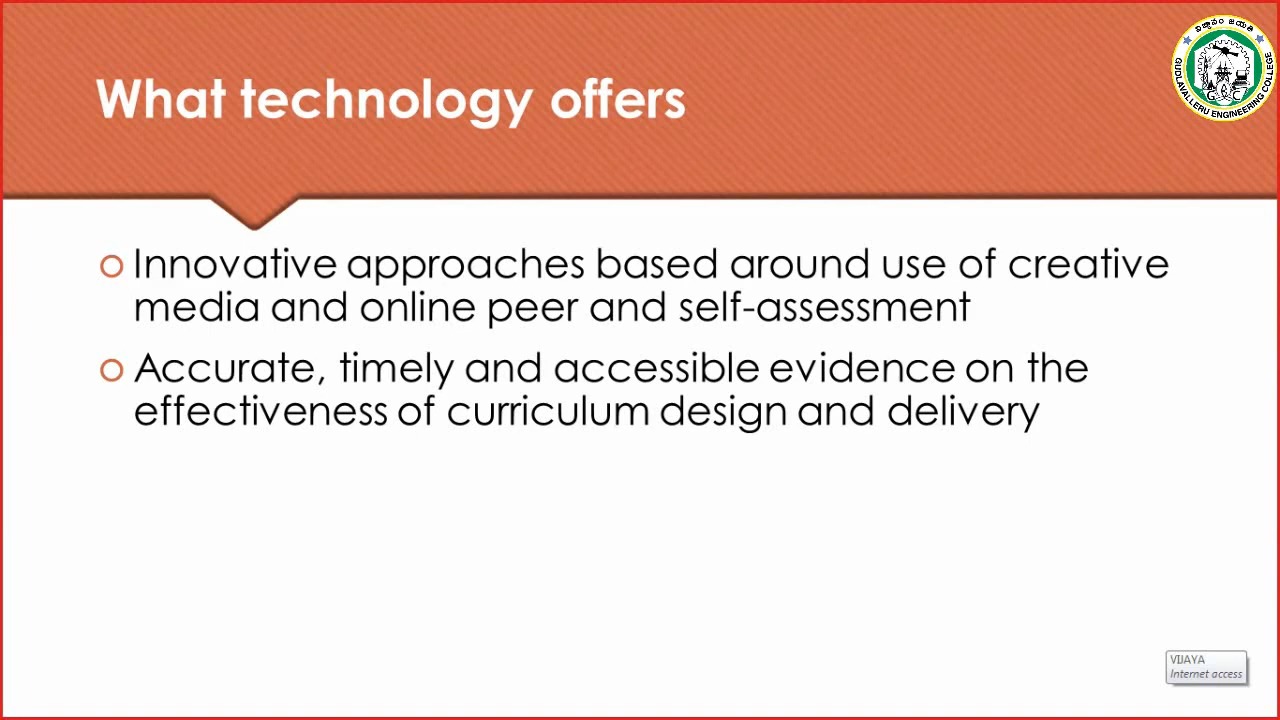 What technology offers
విజ్ఞానం జయతి
GUDLAVALLERU ENGINEERING COLLEGE
G C
Innovative approaches based around use of creative
media and online peer and self-assessment
Accurate, timely and accessible evidence on the
effectiveness of curriculum design and delivery
VIJAYA
Internet access